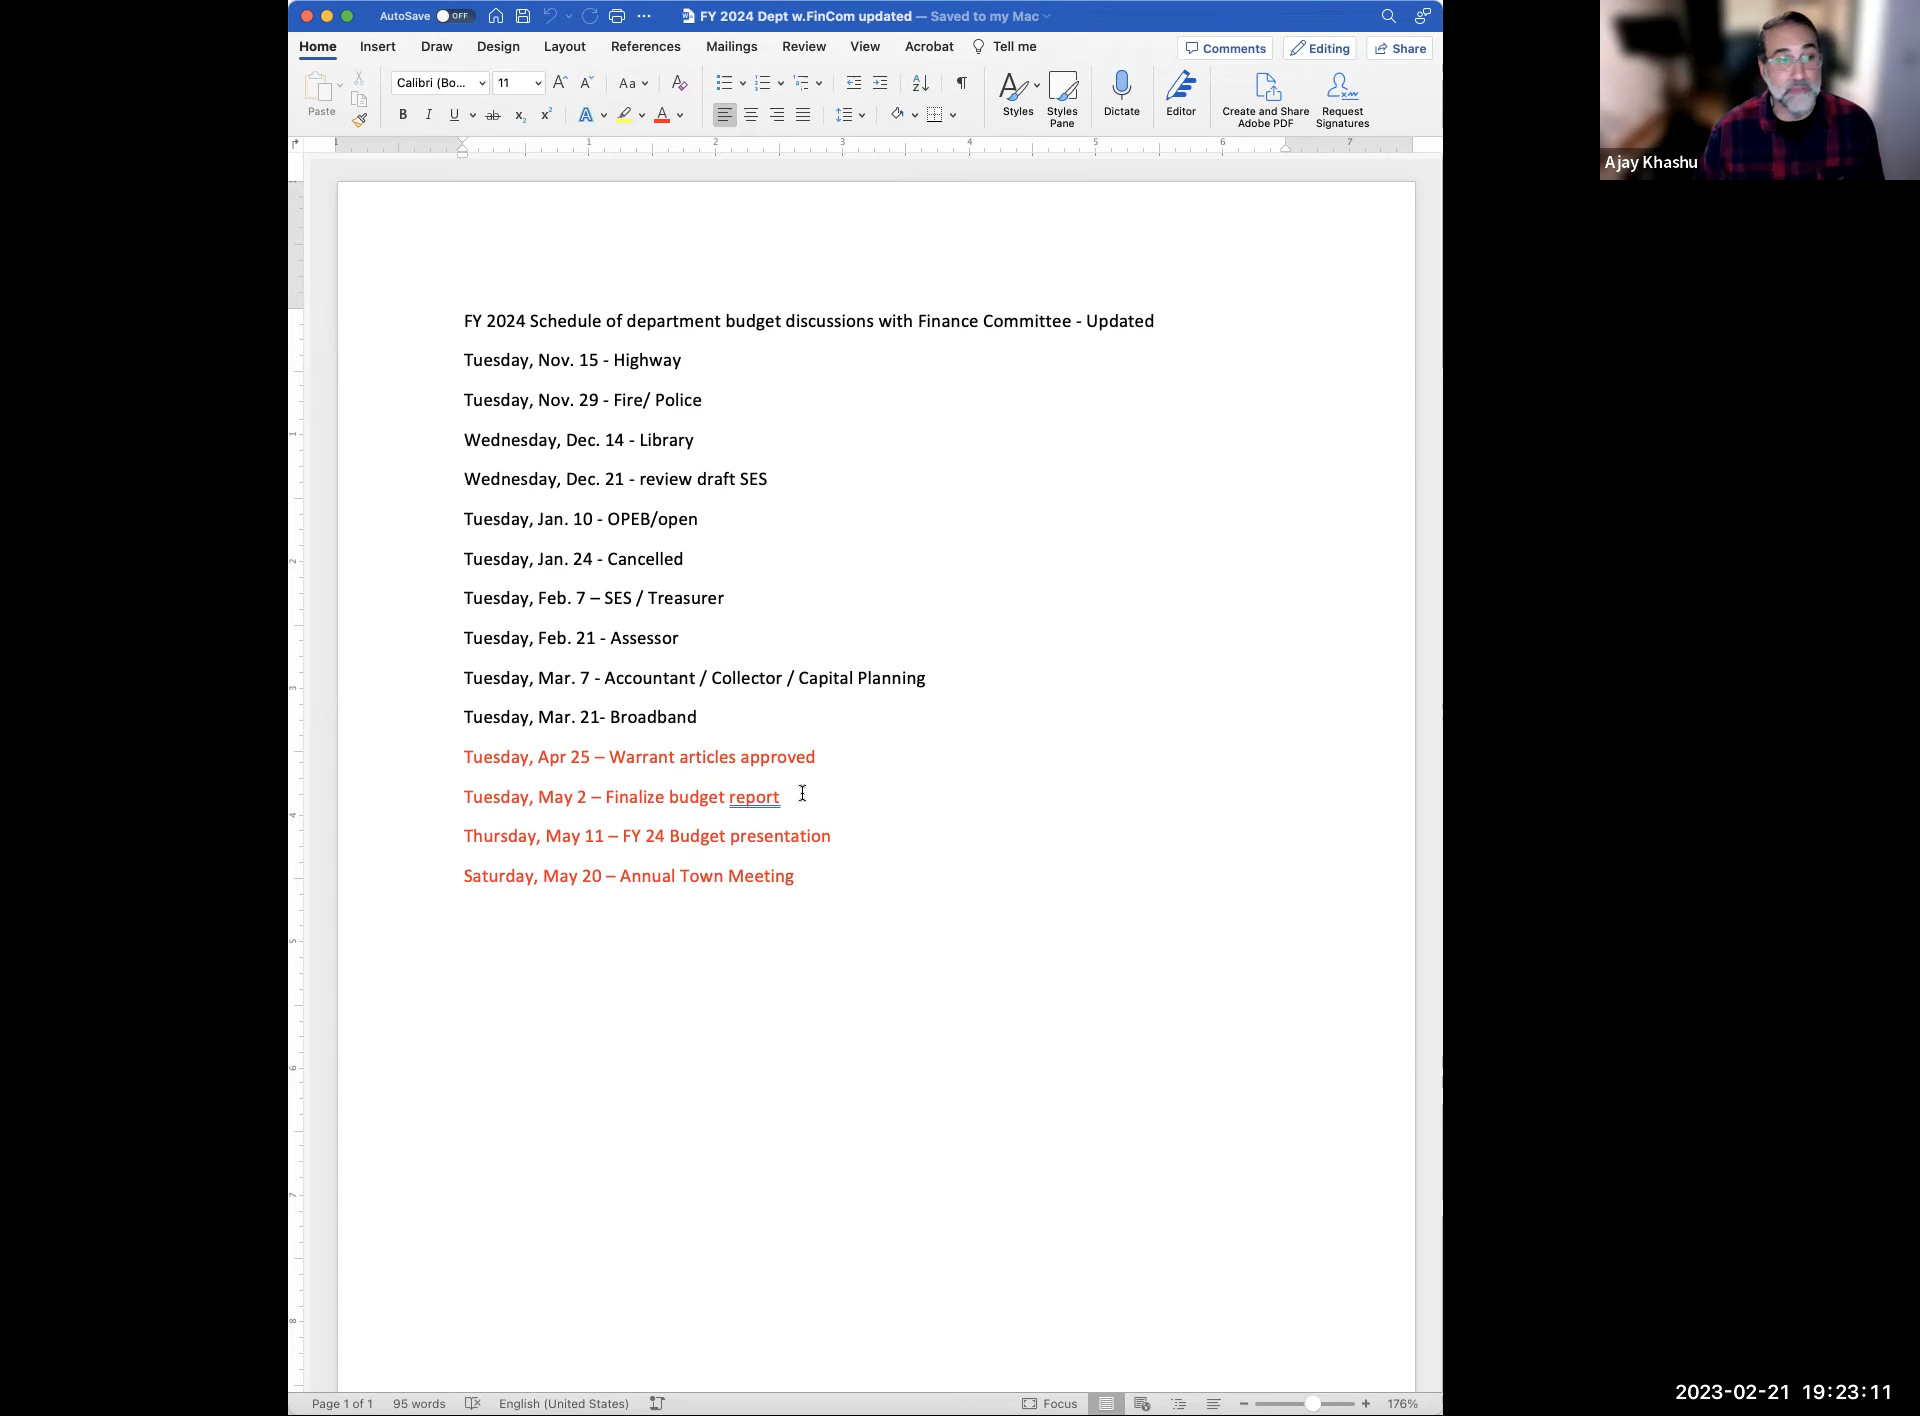 AutoSave OFF FY 2024 Dept w.FinCom updated — Saved to my Mac
Home Insert Draw Design Layout References Mailings Review View Acrobat Tell me Comments Editing Share
Paste Calibri (Bo... 11 Aa Styles Styles Pane Dictate Editor Create and Share Adobe PDF Request Signatures
Ajay Khashu
FY 2024 Schedule of department budget discussions with Finance Committee - Updated
Tuesday, Nov. 15 - Highway
Tuesday, Nov. 29 - Fire/ Police
Wednesday, Dec. 14 - Library
Wednesday, Dec. 21 - review draft SES
Tuesday, Jan. 10 - OPEB/open
Tuesday, Jan. 24 - Cancelled
Tuesday, Feb. 7 – SES / Treasurer
Tuesday, Feb. 21 - Assessor
Tuesday, Mar. 7 - Accountant / Collector / Capital Planning
Tuesday, Mar. 21- Broadband
Tuesday, Apr 25 – Warrant articles approved
Tuesday, May 2 – Finalize budget report
Thursday, May 11 – FY 24 Budget presentation
Saturday, May 20 – Annual Town Meeting
Page 1 of 1 95 words English (United States) Focus 176%
2023-02-21 19:23:11